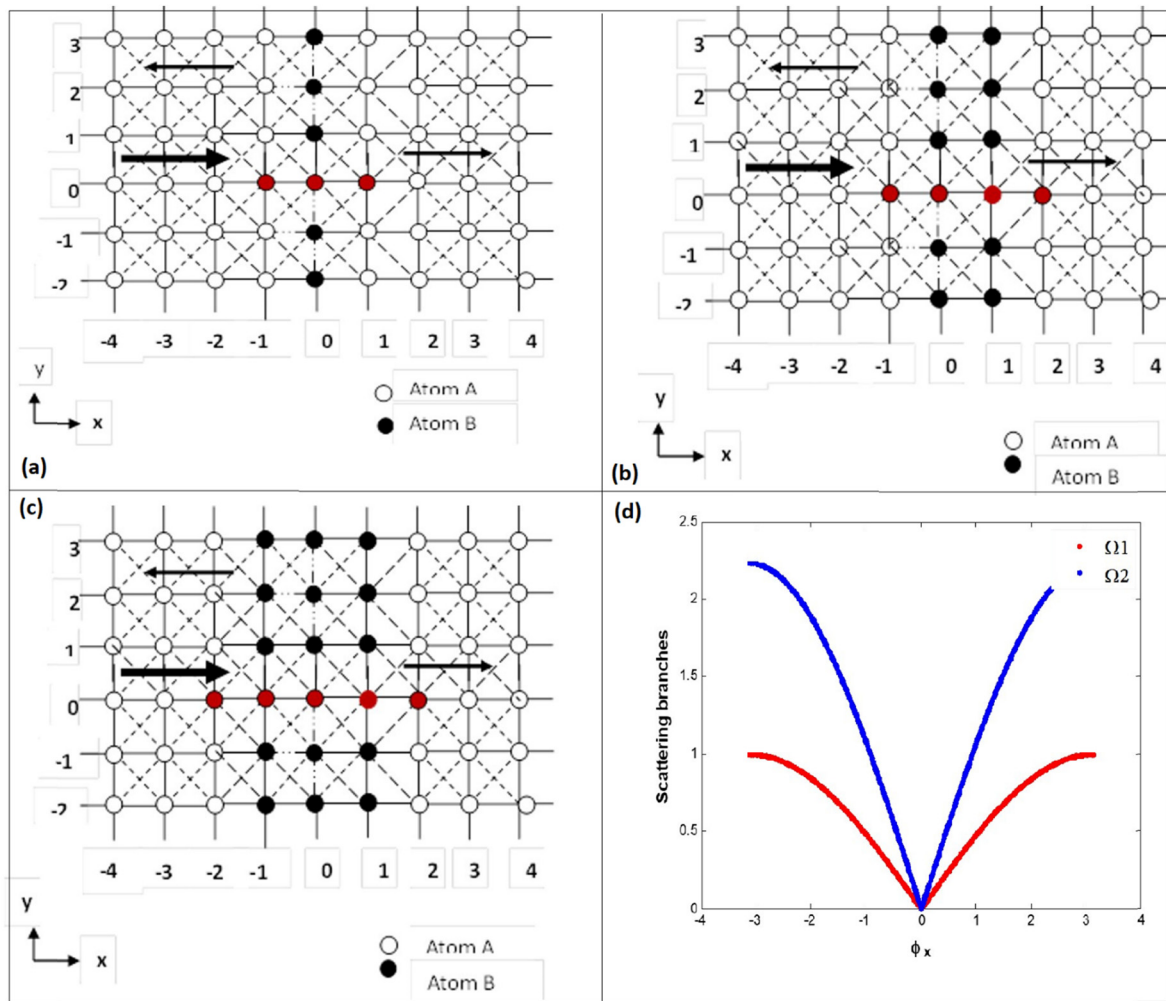 (a)
3
2
1
0
-1
-2
-4 -3 -2 -1 0 1 2 3 4
y
x
Atom A
Atom B
(b)
3
2
1
0
-1
-2
K
K
-4 -3 -2 -1 0 1 2 3 4
y
x
Atom A
Atom B
(c)
3
2
1
0
-1
-2
-4 -3 -2 -1 0 1 2 3 4
y
x
Atom A
Atom B
(d)
2.5
2
1.5
1
0.5
0
Scattering branches
Ω1
Ω2
-4 -3 -2 -1 0 1 2 3 4
ϕ x